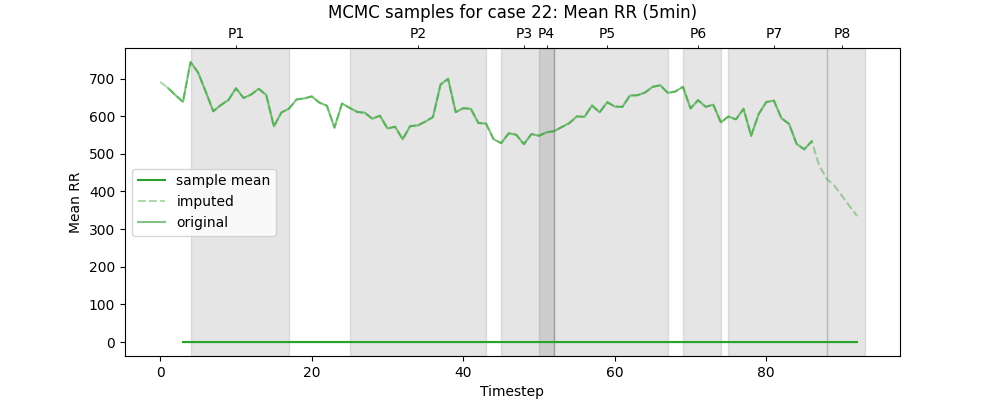 MCMC samples for case 22: Mean RR (5min)
P1 P2 P3 P4 P5 P6 P7 P8
700
600
500
400
300
200
100
0
Mean RR
sample mean
imputed
original
0 20 40 60 80
Timestep